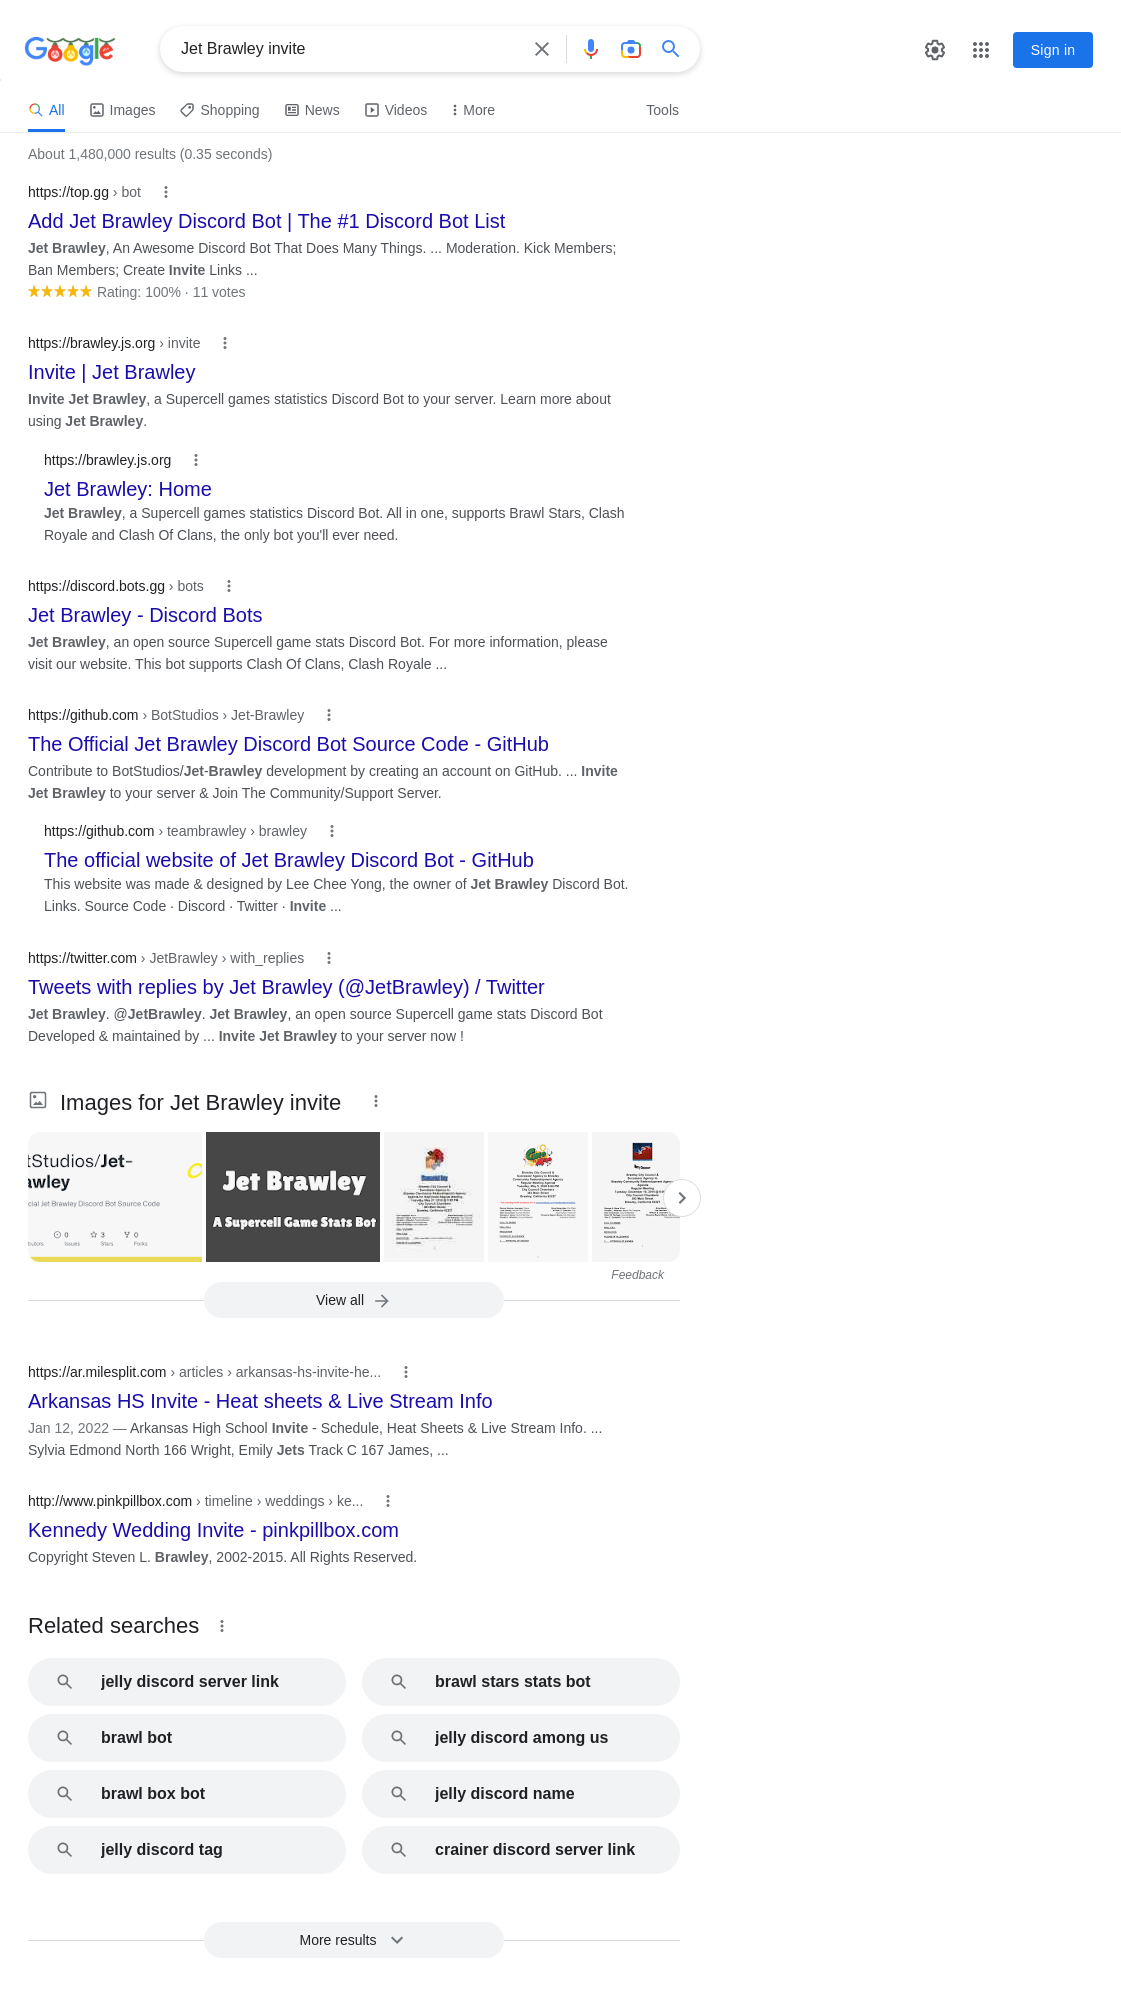 Google
Jet Brawley invite
Sign in
All
Images
Shopping
News
Videos
More
Tools
About 1,480,000 results (0.35 seconds)
https://top.gg › bot
Add Jet Brawley Discord Bot | The #1 Discord Bot List
Jet Brawley, An Awesome Discord Bot That Does Many Things. ... Moderation. Kick Members;
Ban Members; Create Invite Links ...
Rating: 100% · 11 votes
https://brawley.js.org › invite
Invite | Jet Brawley
Invite Jet Brawley, a Supercell games statistics Discord Bot to your server. Learn more about
using Jet Brawley.
https://brawley.js.org
Jet Brawley: Home
Jet Brawley, a Supercell games statistics Discord Bot. All in one, supports Brawl Stars, Clash
Royale and Clash Of Clans, the only bot you'll ever need.
https://discord.bots.gg › bots
Jet Brawley - Discord Bots
Jet Brawley, an open source Supercell game stats Discord Bot. For more information, please
visit our website. This bot supports Clash Of Clans, Clash Royale ...
https://github.com › BotStudios › Jet-Brawley
The Official Jet Brawley Discord Bot Source Code - GitHub
Contribute to BotStudios/Jet-Brawley development by creating an account on GitHub. ... Invite
Jet Brawley to your server & Join The Community/Support Server.
https://github.com › teambrawley › brawley
The official website of Jet Brawley Discord Bot - GitHub
This website was made & designed by Lee Chee Yong, the owner of Jet Brawley Discord Bot.
Links. Source Code · Discord · Twitter · Invite ...
https://twitter.com › JetBrawley › with_replies
Tweets with replies by Jet Brawley (@JetBrawley) / Twitter
Jet Brawley. @JetBrawley. Jet Brawley, an open source Supercell game stats Discord Bot
Developed & maintained by ... Invite Jet Brawley to your server now !
Images for Jet Brawley invite
tStudios/Jet-
awley
cial Jet Brawley Discord Bot Source Code
0
3
0
butors
Issues
Stars
Forks
Jet Brawley
A Supercell Game Stats Bot
Feedback
View all
https://ar.milesplit.com › articles › arkansas-hs-invite-he...
Arkansas HS Invite - Heat sheets & Live Stream Info
Jan 12, 2022 — Arkansas High School Invite - Schedule, Heat Sheets & Live Stream Info. ...
Sylvia Edmond North 166 Wright, Emily Jets Track C 167 James, ...
http://www.pinkpillbox.com › timeline › weddings › ke...
Kennedy Wedding Invite - pinkpillbox.com
Copyright Steven L. Brawley, 2002-2015. All Rights Reserved.
Related searches
jelly discord server link
brawl stars stats bot
brawl bot
jelly discord among us
brawl box bot
jelly discord name
jelly discord tag
crainer discord server link
More results